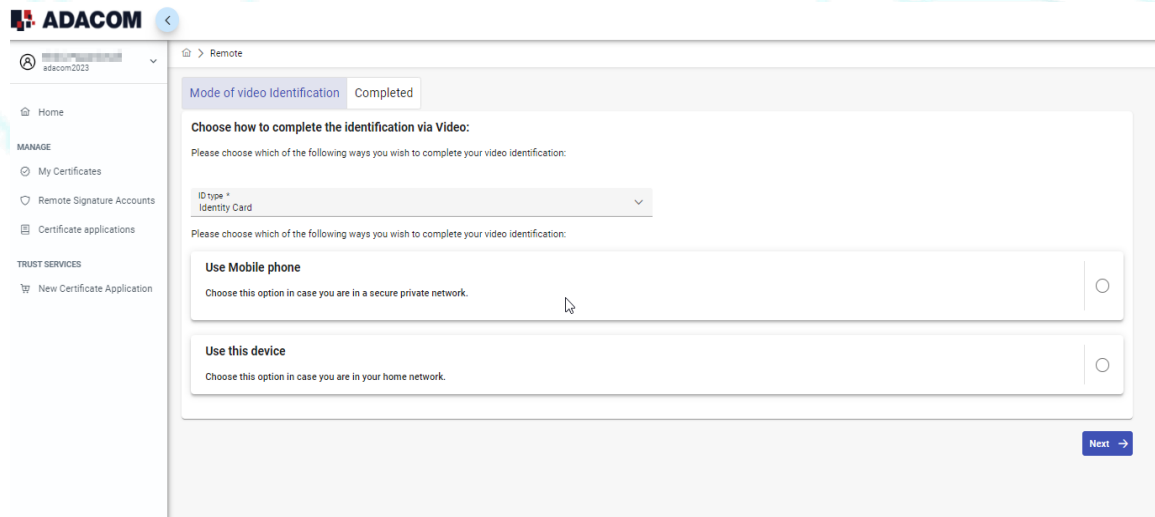 ADACOM
adacom2023
Home
MANAGE
My Certificates
Remote Signature Accounts
Certificate applications
TRUST SERVICES
New Certificate Application
Remote
Mode of video Identification
Completed
Choose how to complete the identification via Video:
Please choose which of the following ways you wish to complete your video identification:
ID type *
Identity Card
Please choose which of the following ways you wish to complete your video identification:
Use Mobile phone
Choose this option in case you are in a secure private network.
Use this device
Choose this option in case you are in your home network.
Next